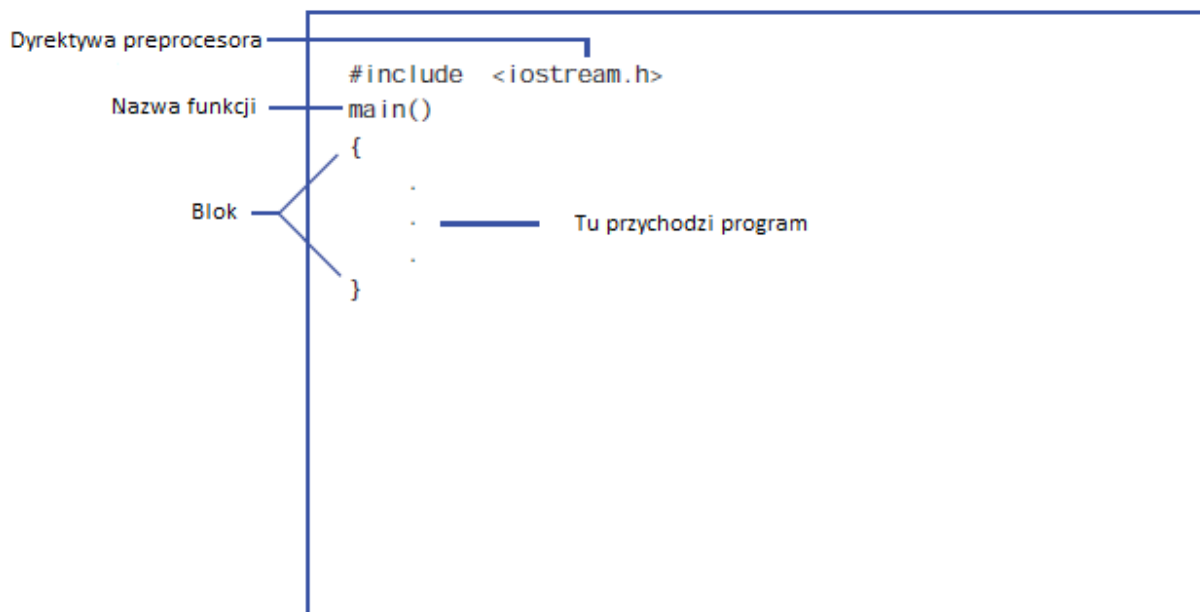 Dyrektywa preprocesora
#include <iostream.h>
Nazwa funkcji
main()
{
.
Blok
.
Tu przychodzi program
.
}